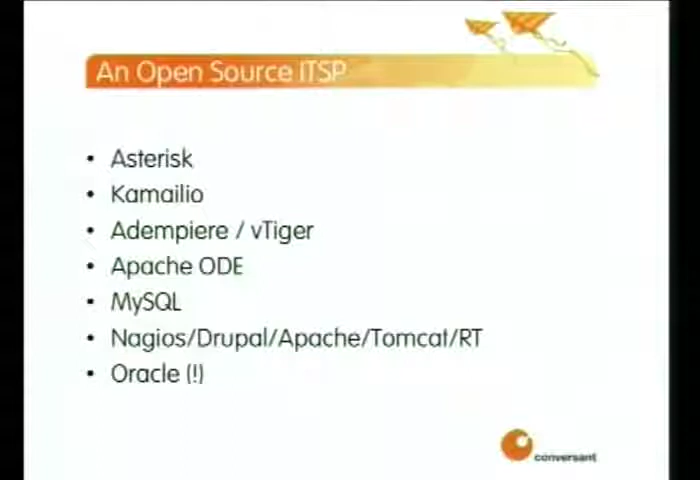 An Open Source ITSP
• Asterisk
• Kamailio
• Adempiere / vTiger
• Apache ODE
• MySQL
• Nagios/Drupal/Apache/Tomcat/RT
• Oracle (!)
conversant